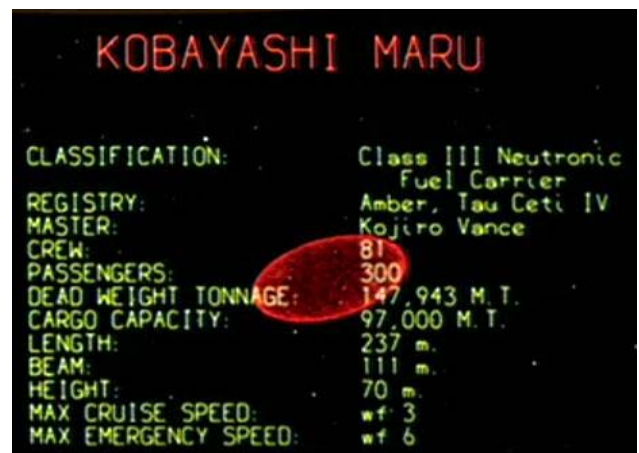 KOBAYASHI MARU
CLASSIFICATION: Class III Neutronic
Fuel Carrier
REGISTRY: Amber, Tau Ceti IV
MASTER: Kojiro Vance
CREW: 81
PASSENGERS: 300
DEAD WEIGHT TONNAGE: 147,943 M.T.
CARGO CAPACITY: 97,000 M.T.
LENGTH: 237 m.
BEAM: 111 m.
HEIGHT: 70 m.
MAX CRUISE SPEED: wf 3
MAX EMERGENCY SPEED: wf 6